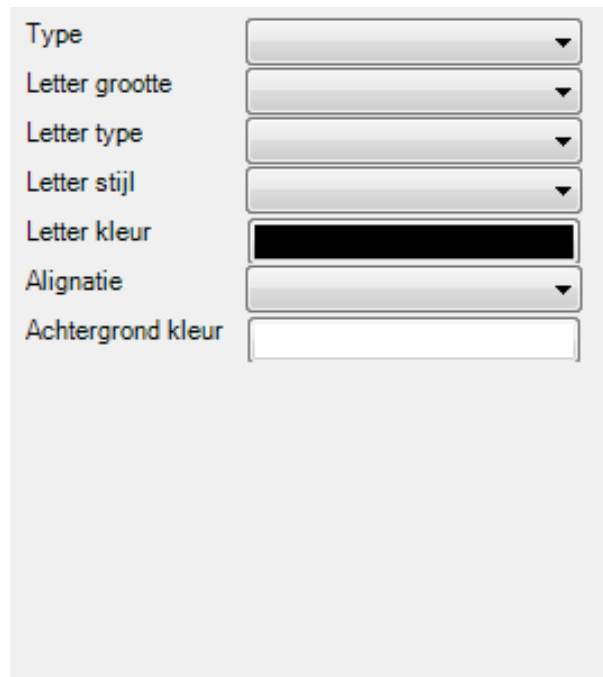 Type
Letter grootte
Letter type
Letter stijl
Letter kleur
Alignatie
Achtergrond kleur